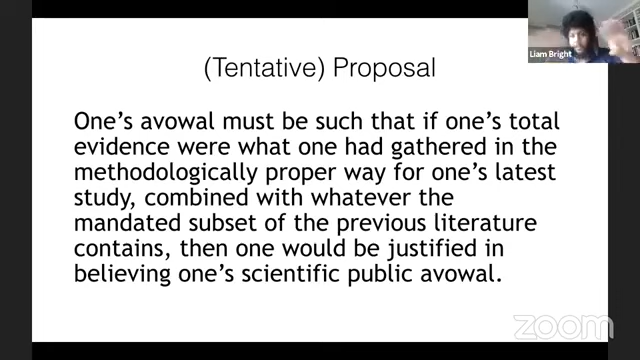 Liam Bright
(Tentative) Proposal
One's avowal must be such that if one's total
evidence were what one had gathered in the
methodologically proper way for one's latest
study, combined with whatever the
mandated subset of the previous literature
contains, then one would be justified in
believing one's scientific public avowal.
zoom